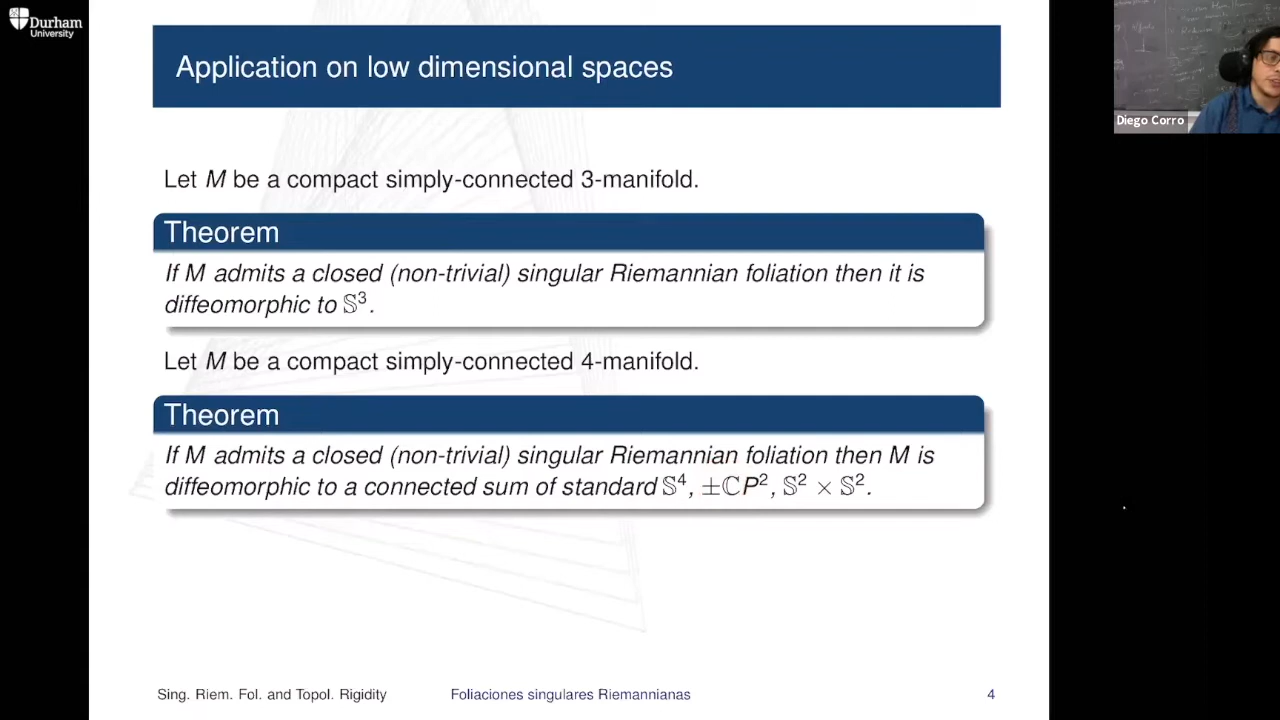 Durham
University
Application on low dimensional spaces
Diego Corro
Let M be a compact simply-connected 3-manifold.
Theorem
If M admits a closed (non-trivial) singular Riemannian foliation then it is
diffeomorphic to 𝕊³.
Let M be a compact simply-connected 4-manifold.
Theorem
If M admits a closed (non-trivial) singular Riemannian foliation then M is
diffeomorphic to a connected sum of standard 𝕊⁴, ±ℂP², 𝕊² × 𝕊².
Sing. Riem. Fol. and Topol. Rigidity Foliaciones singulares Riemannianas 4